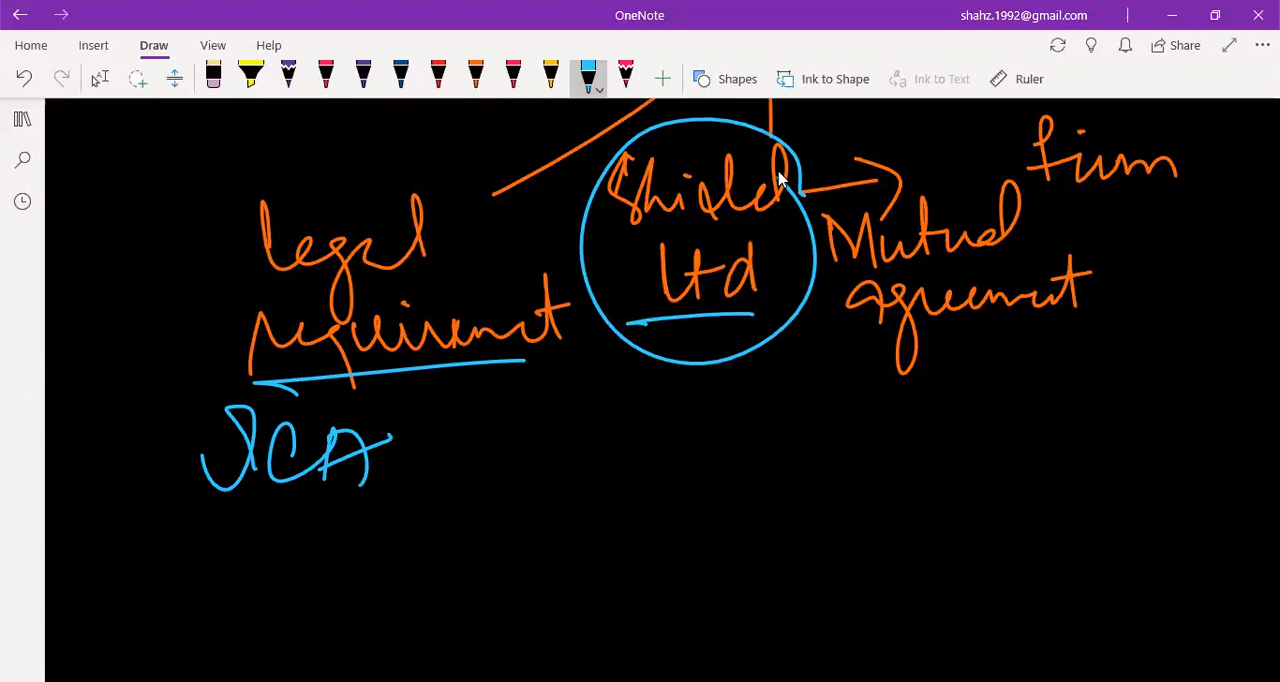 OneNote
shahz.1992@gmail.com
Home Insert Draw View Help
Share
Shapes Ink to Shape Ink to Text Ruler
firm
Shield
Ltd
Mutual
agreement
legal
requirement